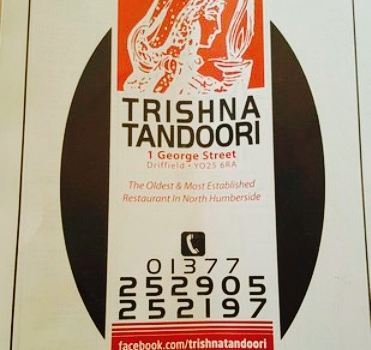 TRISHNA
TANDOORI
1 George Street
Driffield • YO25 6RA
The Oldest & Most Established
Restaurant In North Humberside
01377
252905
252197
facebook.com/trishnatandoori